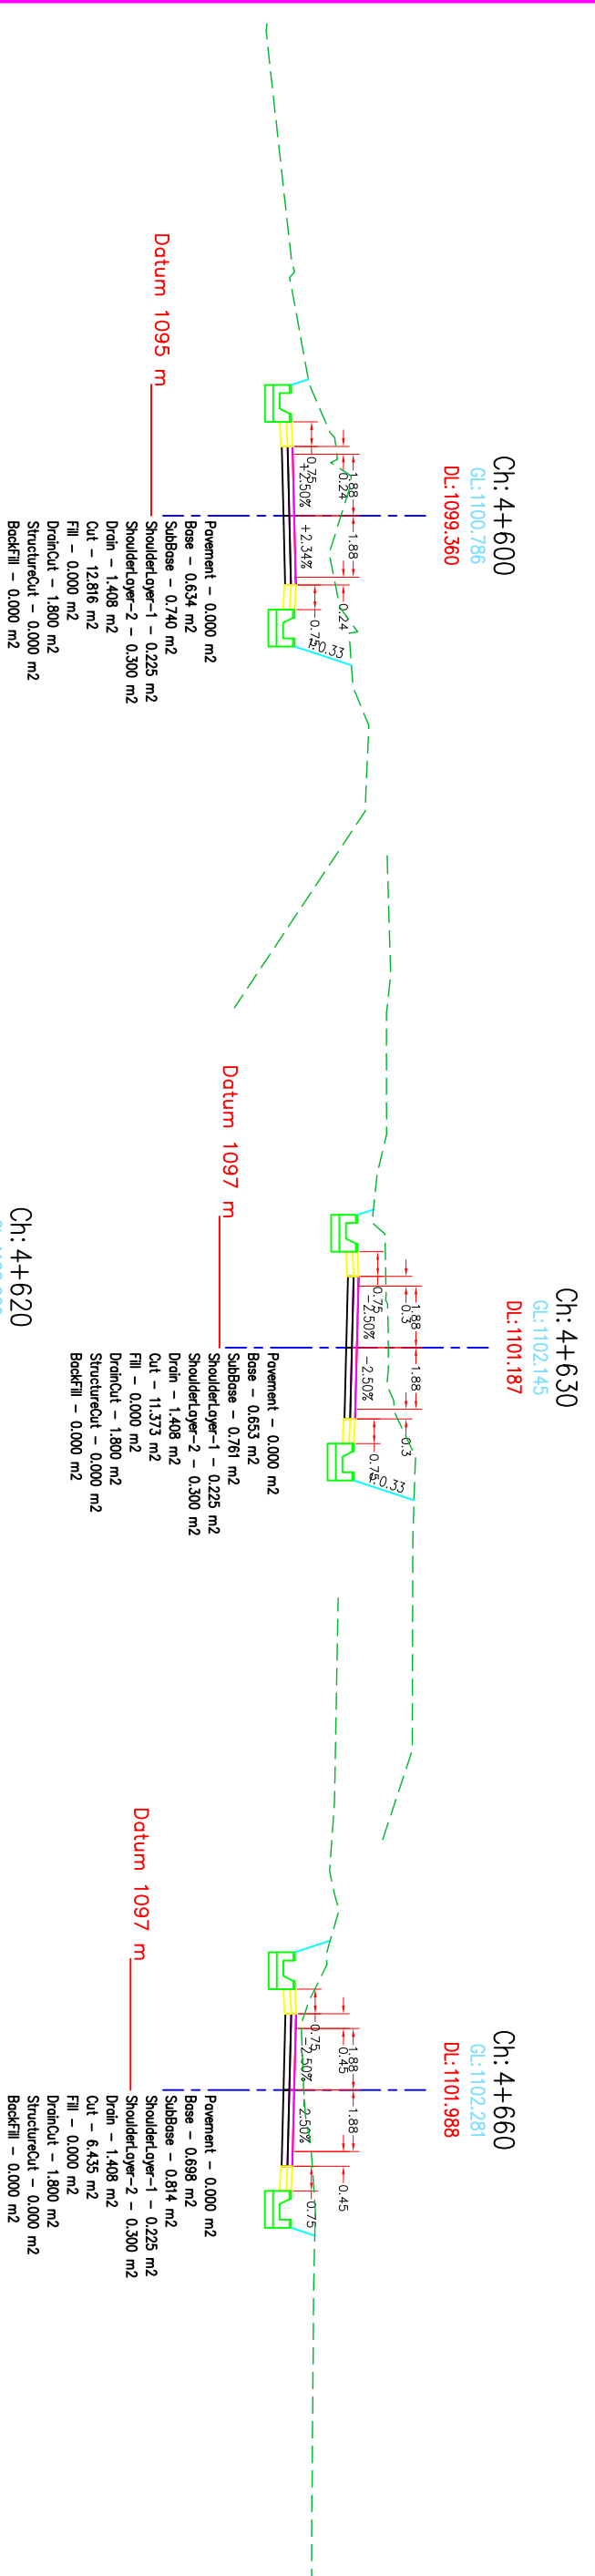 Ch: 4+600
GL:1100.786
DL:1099.360
1.88
1.88
0.24
0.24
0.75
0.75
+2.50%
+2.34%
1:0.33
Datum 1095 m
Pavement - 0.000 m2
Base - 0.634 m2
SubBase - 0.740 m2
ShoulderLayer-1 - 0.225 m2
ShoulderLayer-2 - 0.300 m2
Drain - 1.408 m2
Cut - 12.816 m2
Fill - 0.000 m2
DrainCut - 1.800 m2
StructureCut - 0.000 m2
BackFill - 0.000 m2
Ch: 4+630
GL:1102.145
DL:1101.187
1.88
1.88
0.3
0.3
0.75
0.75
-2.50%
-2.50%
1:0.33
Datum 1097 m
Pavement - 0.000 m2
Base - 0.653 m2
SubBase - 0.761 m2
ShoulderLayer-1 - 0.225 m2
ShoulderLayer-2 - 0.300 m2
Drain - 1.408 m2
Cut - 11.373 m2
Fill - 0.000 m2
DrainCut - 1.800 m2
StructureCut - 0.000 m2
BackFill - 0.000 m2
Ch: 4+620
Ch: 4+660
GL:1102.281
DL:1101.988
1.88
1.88
0.45
0.45
0.75
0.75
-2.50%
-2.50%
Datum 1097 m
Pavement - 0.000 m2
Base - 0.698 m2
SubBase - 0.814 m2
ShoulderLayer-1 - 0.225 m2
ShoulderLayer-2 - 0.300 m2
Drain - 1.408 m2
Cut - 6.435 m2
Fill - 0.000 m2
DrainCut - 1.800 m2
StructureCut - 0.000 m2
BackFill - 0.000 m2